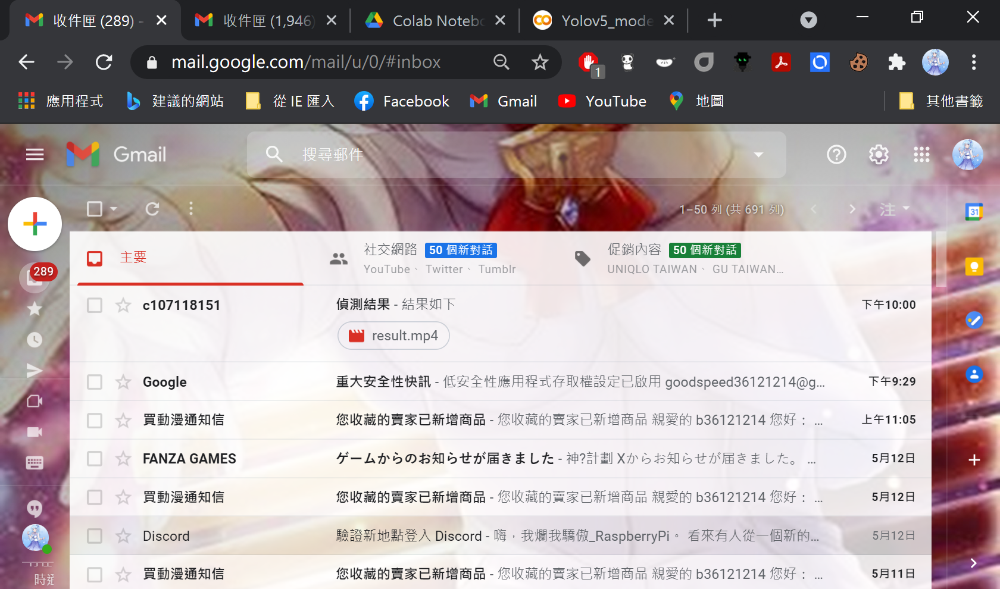 收件匣 (289) -
收件匣 (1,946)
Colab Notebo
Yolov5_mode
mail.google.com/mail/u/0/#inbox
1
應用程式
建議的網站
從 IE 匯入
Facebook
Gmail
YouTube
地圖
其他書籤
Gmail
搜尋郵件
1–50 列 (共 691 列)
注
31
主要
社交網路 50 個新對話
YouTube、 Twitter、 Tumblr
促銷內容 50 個新對話
UNIQLO TAIWAN、 GU TAIWAN…
289
c107118151 偵測結果 - 結果如下 下午10:00
result.mp4
Google 重大安全性快訊 - 低安全性應用程式存取權設定已啟用 goodspeed36121214@g… 下午9:29
買動漫通知信 您收藏的賣家已新增商品 - 您收藏的賣家已新增商品 親愛的 b36121214 您好： … 上午11:05
FANZA GAMES ゲームからのお知らせが届きました - 神?計劃 Xからお知らせが届きました。 … 5月12日
買動漫通知信 您收藏的賣家已新增商品 - 您收藏的賣家已新增商品 親愛的 b36121214 您好： … 5月12日
Discord 驗證新地點登入 Discord - 嗨，我爛我驕傲_RaspberryPi。 看來有人從一個新的… 5月12日
買動漫通知信 您收藏的賣家已新增商品 - 您收藏的賣家已新增商品 親愛的 b36121214 您好： … 5月11日